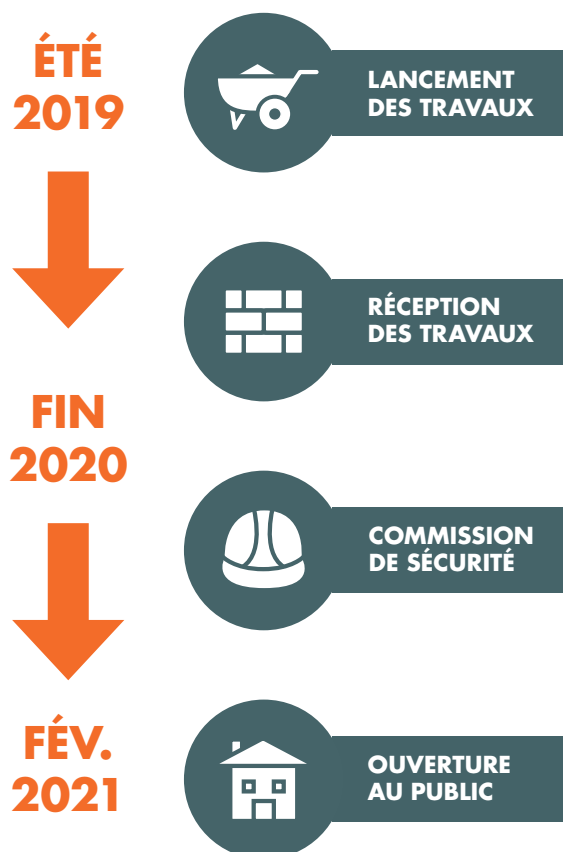 ÉTÉ
2019
LANCEMENT
DES TRAVAUX
RÉCEPTION
DES TRAVAUX
FIN
2020
COMMISSION
DE SÉCURITÉ
FÉV.
2021
OUVERTURE
AU PUBLIC